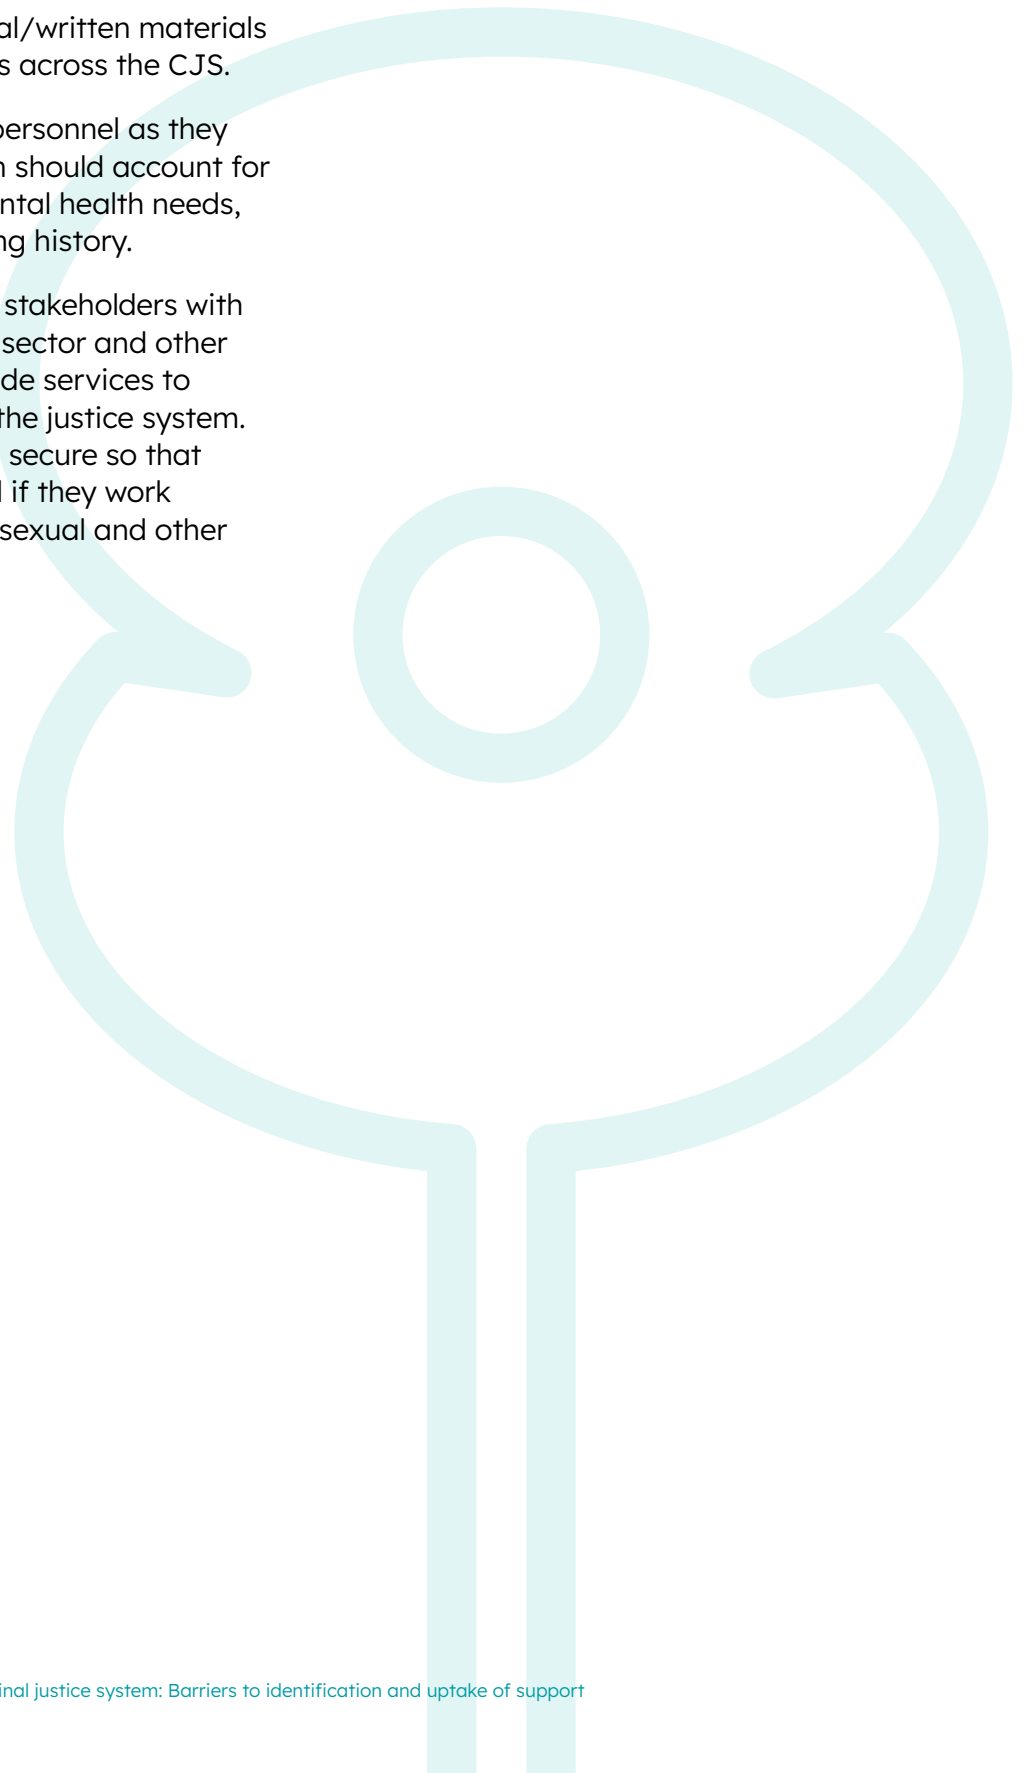 al/written materials
s across the CJS.
personnel as they
n should account for
ntal health needs,
ng history.
stakeholders with
sector and other
de services to
the justice system.
secure so that
if they work
sexual and other
inal justice system: Barriers to identification and uptake of support